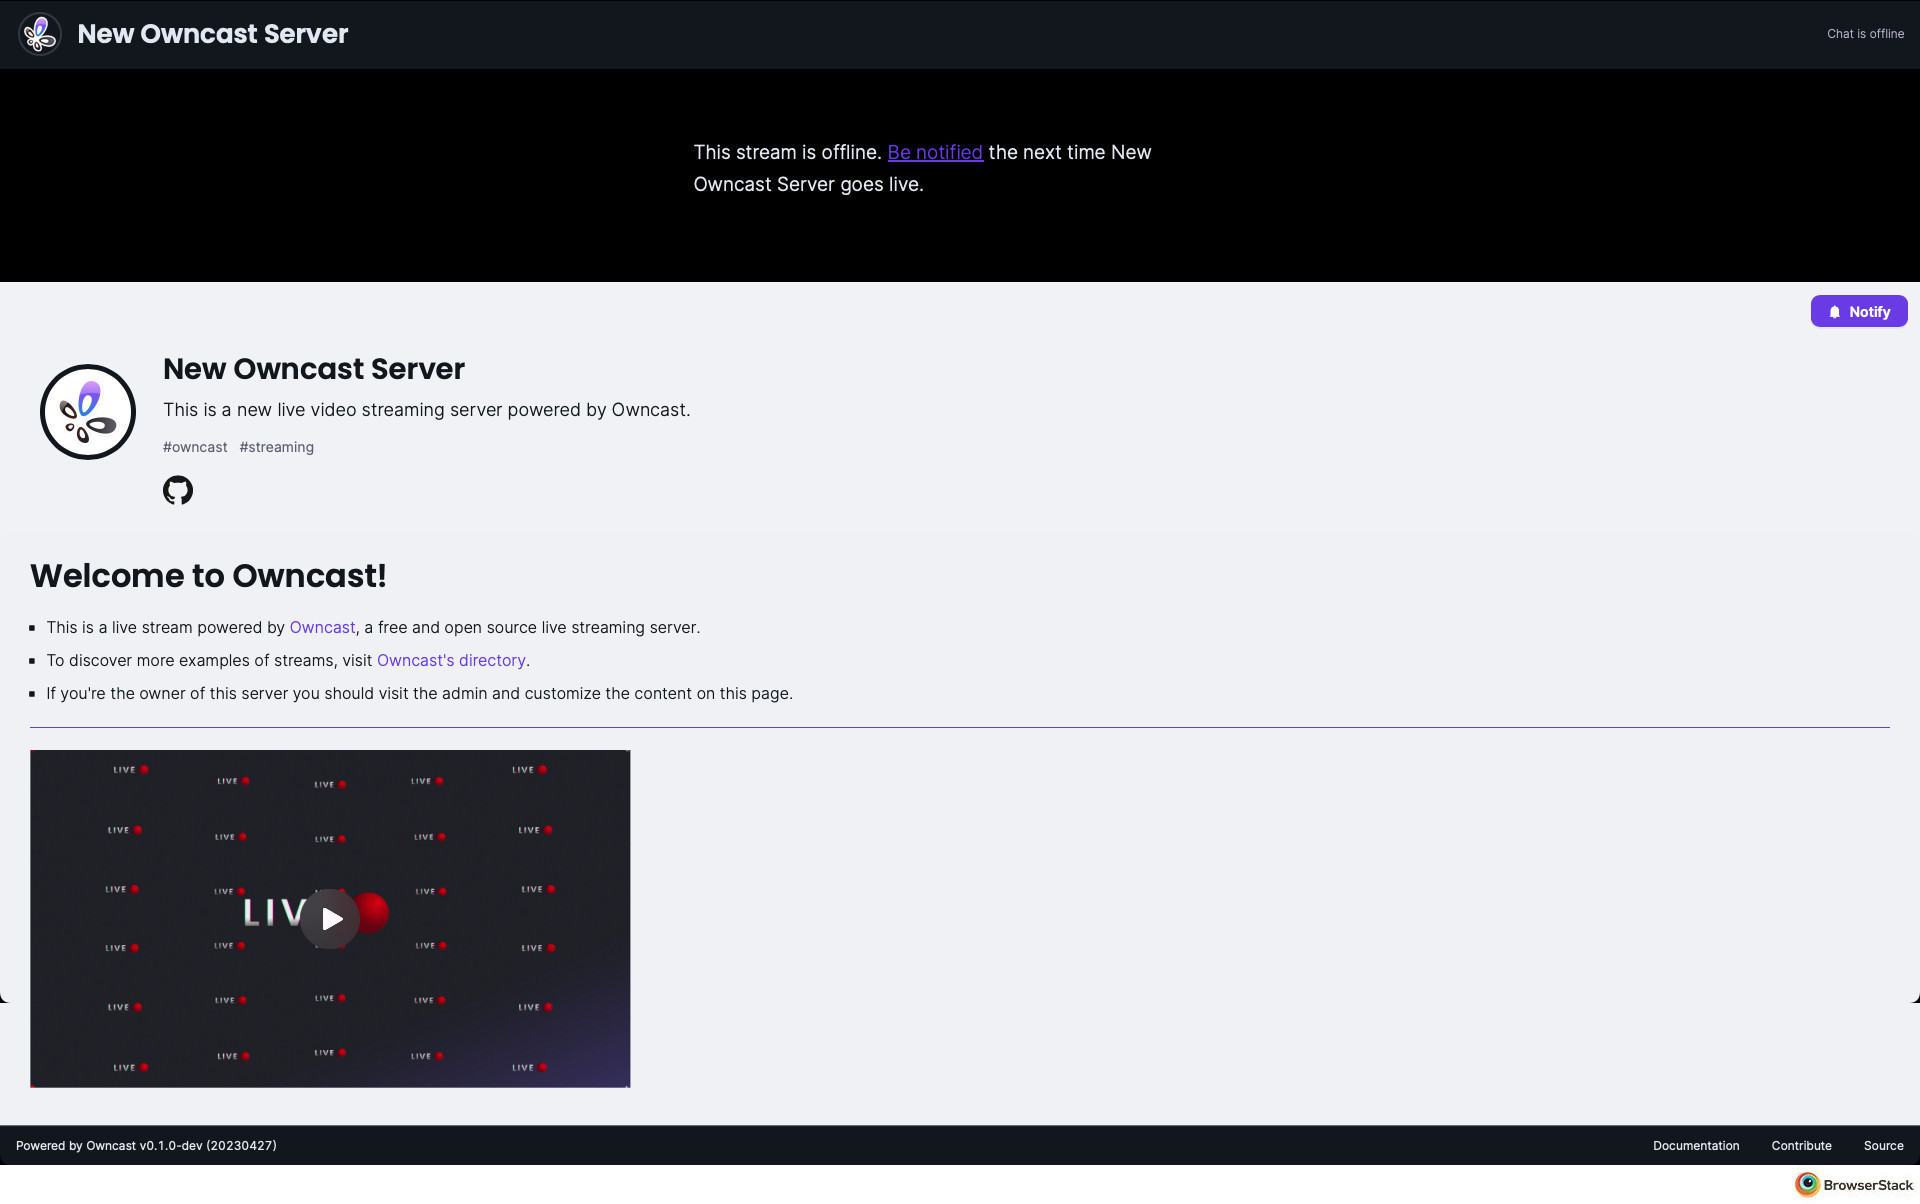 New Owncast Server
Chat is offline
This stream is offline. Be notified the next time New
Owncast Server goes live.
Notify
New Owncast Server
This is a new live video streaming server powered by Owncast.
#owncast #streaming
Welcome to Owncast!
This is a live stream powered by Owncast, a free and open source live streaming server.
To discover more examples of streams, visit Owncast's directory.
If you're the owner of this server you should visit the admin and customize the content on this page.
LIVE LIVE LIVE LIVE LIVE
LIVE LIVE LIVE LIVE LIVE
LIVE LIVE LIVE LIVE
LIV
LIVE LIVE LIVE LIVE
LIVE LIVE LIVE LIVE LIVE
LIVE LIVE LIVE LIVE LIVE
Powered by Owncast v0.1.0-dev (20230427)
Documentation Contribute Source
BrowserStack